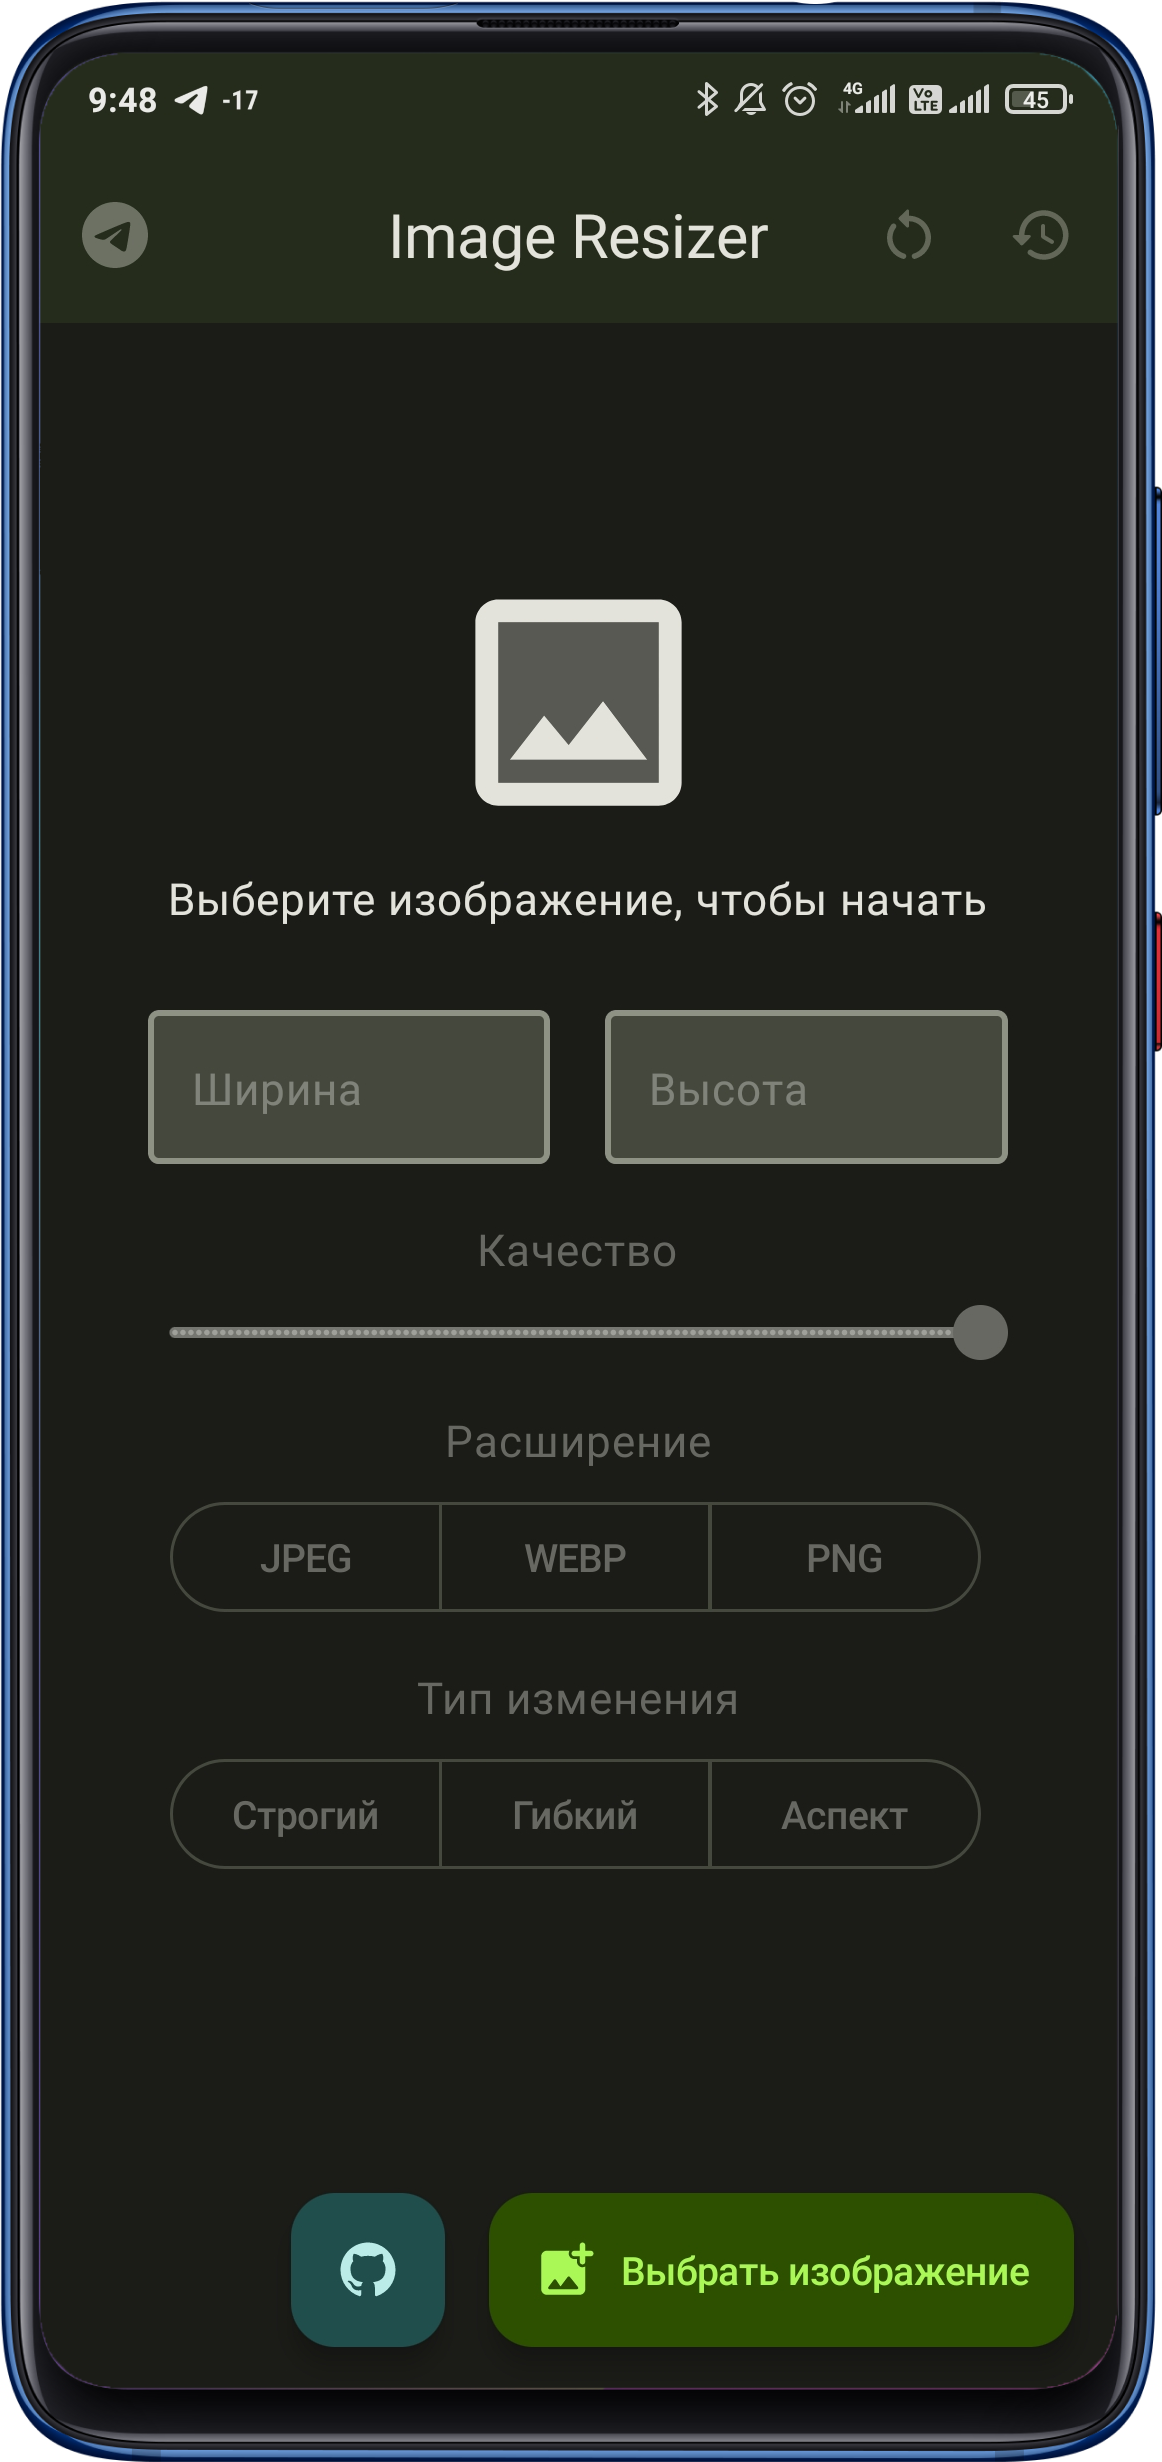 9:48 -17 4G Vo LTE 45
Image Resizer
Выберите изображение, чтобы начать
Ширина Высота
Качество
Расширение
JPEG WEBP PNG
Тип изменения
Строгий Гибкий Аспект
Выбрать изображение